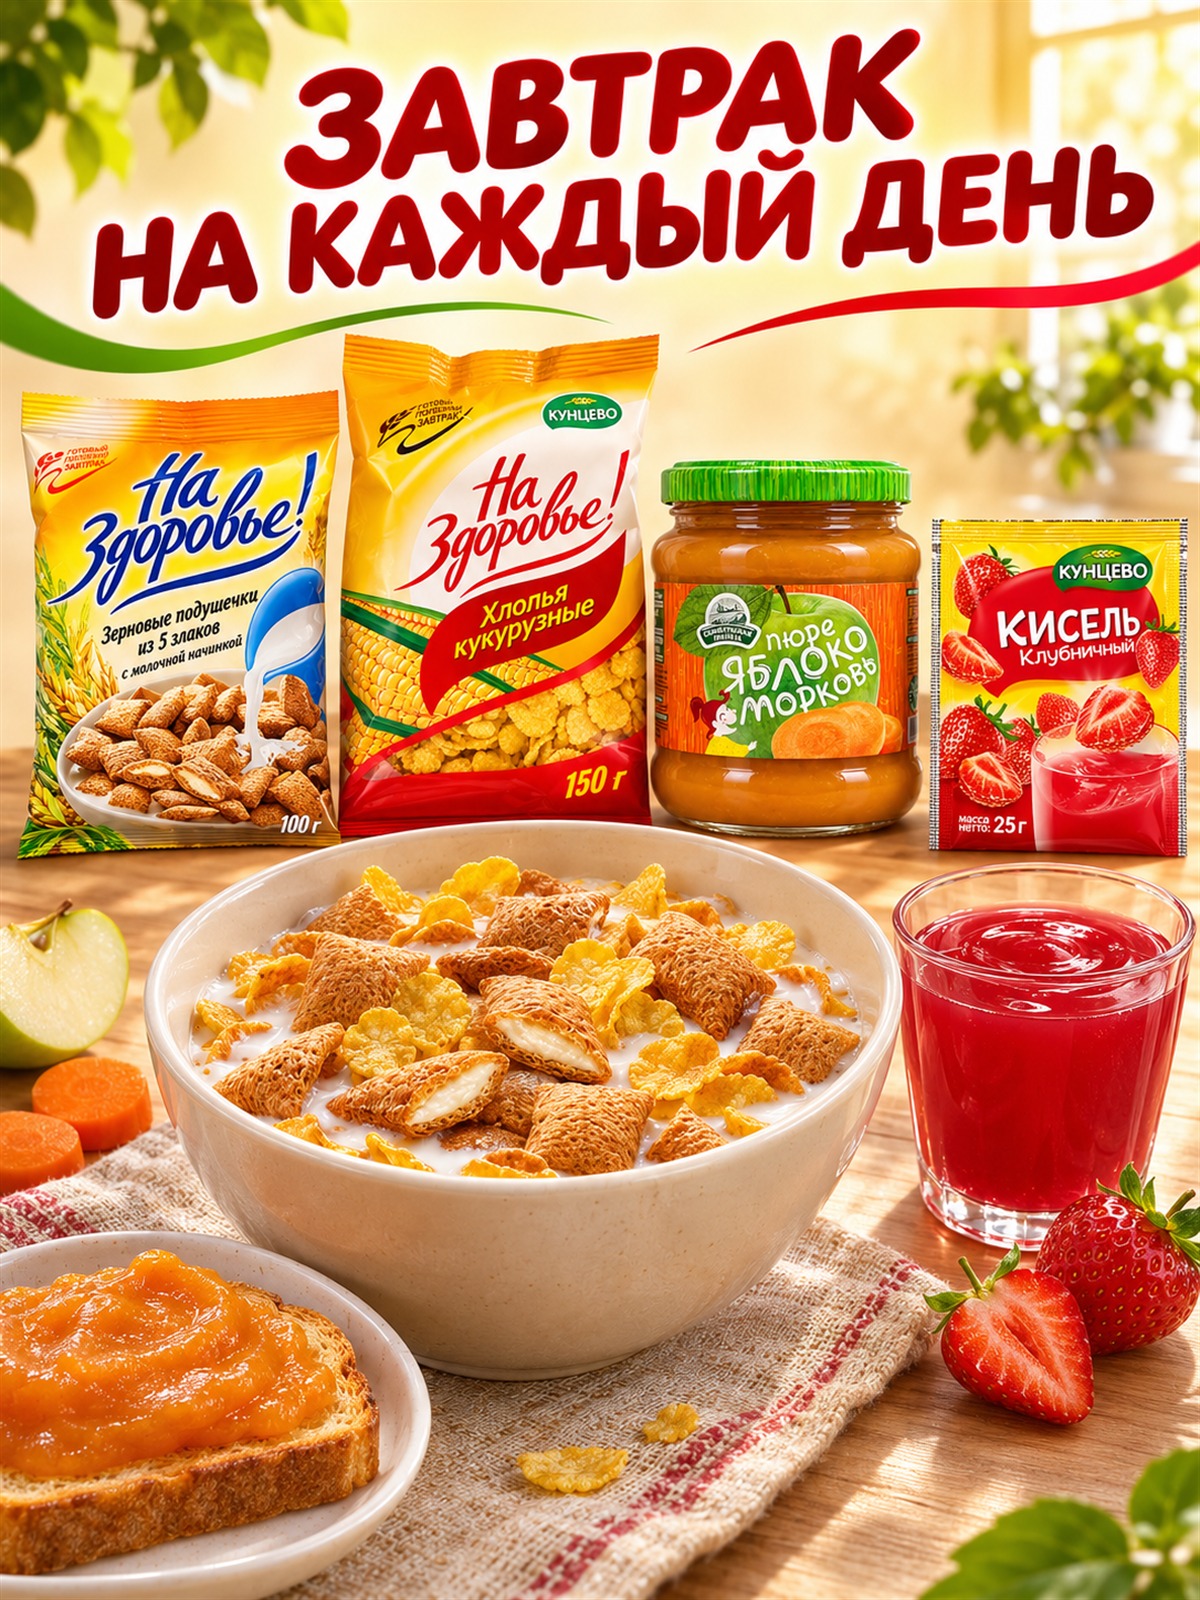 ЗАВТРАК
НА КАЖДЫЙ ДЕНЬ
ГОТОВЫЙ
ЗАВТРАК
На
Здоровье!
Зерновые подушечки
из 5 злаков
с молочной начинкой
100 г
ЗАВТРАК
КУНЦЕВО
На
Здоровье!
Хлопья
кукурузные
150 г
пюре
ЯБЛОКО
МОРКОВЬ
КУНЦЕВО
КИСЕЛЬ
Клубничный
масса
нетто: 25 г